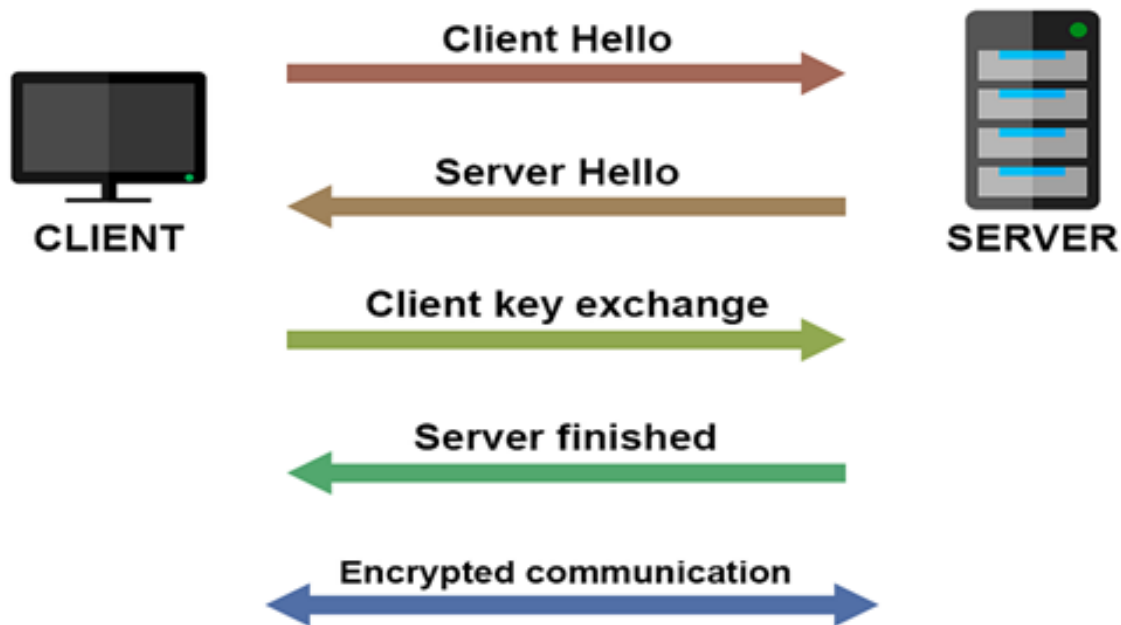 Client Hello
Server Hello
CLIENT
SERVER
Client key exchange
Server finished
Encrypted communication